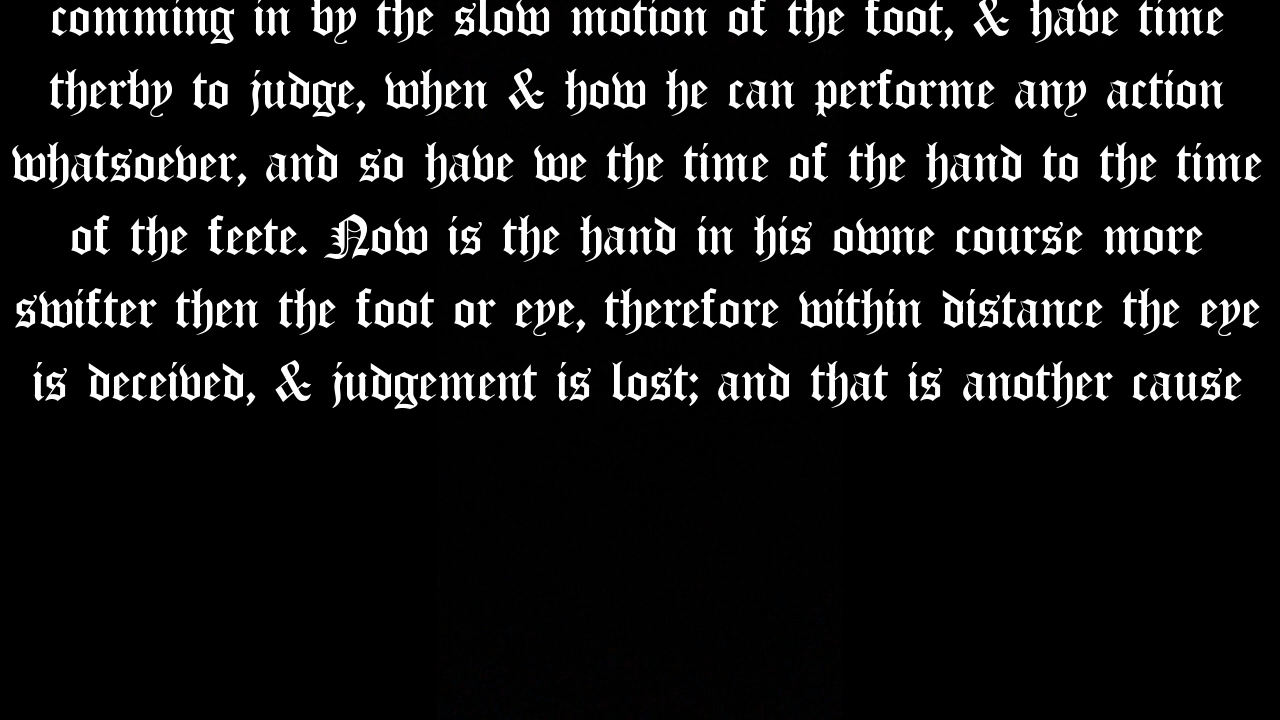 comming in by the slow motion of the foot, & have time
therby to judge, when & how he can performe any action
whatsoever, and so have we the time of the hand to the time
of the feete. Now is the hand in his owne course more
swifter then the foot or eye, therefore within distance the eye
is deceived, & judgement is lost; and that is another cause